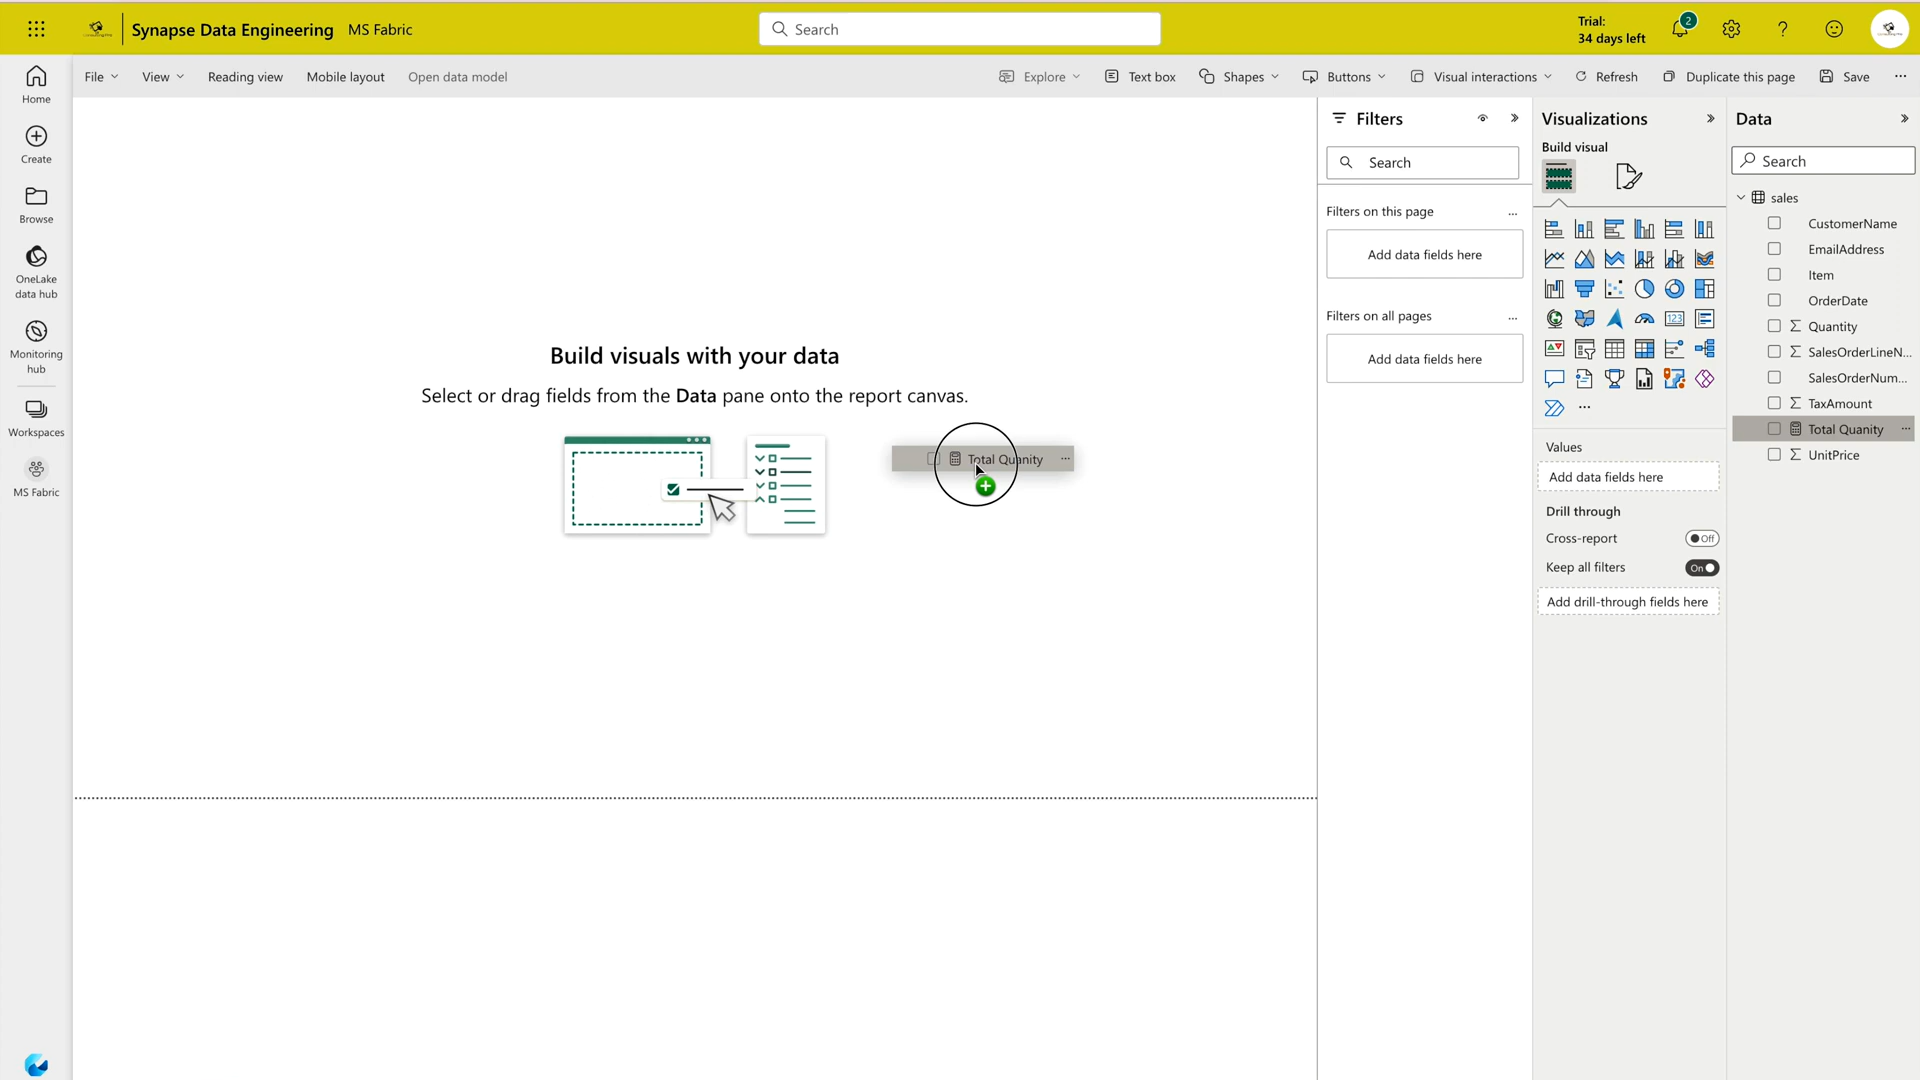 Synapse Data Engineering MS Fabric
Search
Trial:
34 days left
2
File View Reading view Mobile layout Open data model
Explore Text box Shapes Buttons Visual interactions Refresh Duplicate this page Save
Home
Create
Browse
OneLake
data hub
Monitoring
hub
Workspaces
MS Fabric
Build visuals with your data
Select or drag fields from the Data pane onto the report canvas.
Total Quanity
Filters
Search
Filters on this page
Add data fields here
Filters on all pages
Add data fields here
Visualizations
Build visual
123
Values
Add data fields here
Drill through
Cross-report Off
Keep all filters On
Add drill-through fields here
Data
Search
sales
CustomerName
EmailAddress
Item
OrderDate
Quantity
SalesOrderLineN...
SalesOrderNum...
TaxAmount
Total Quanity
UnitPrice